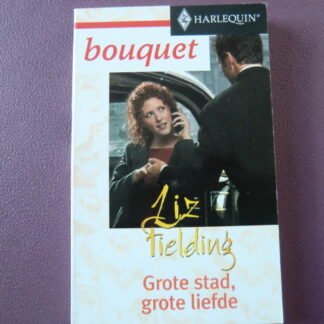 HARLEQUIN®
bouquet
Liz
Fielding
Grote stad,
grote liefde